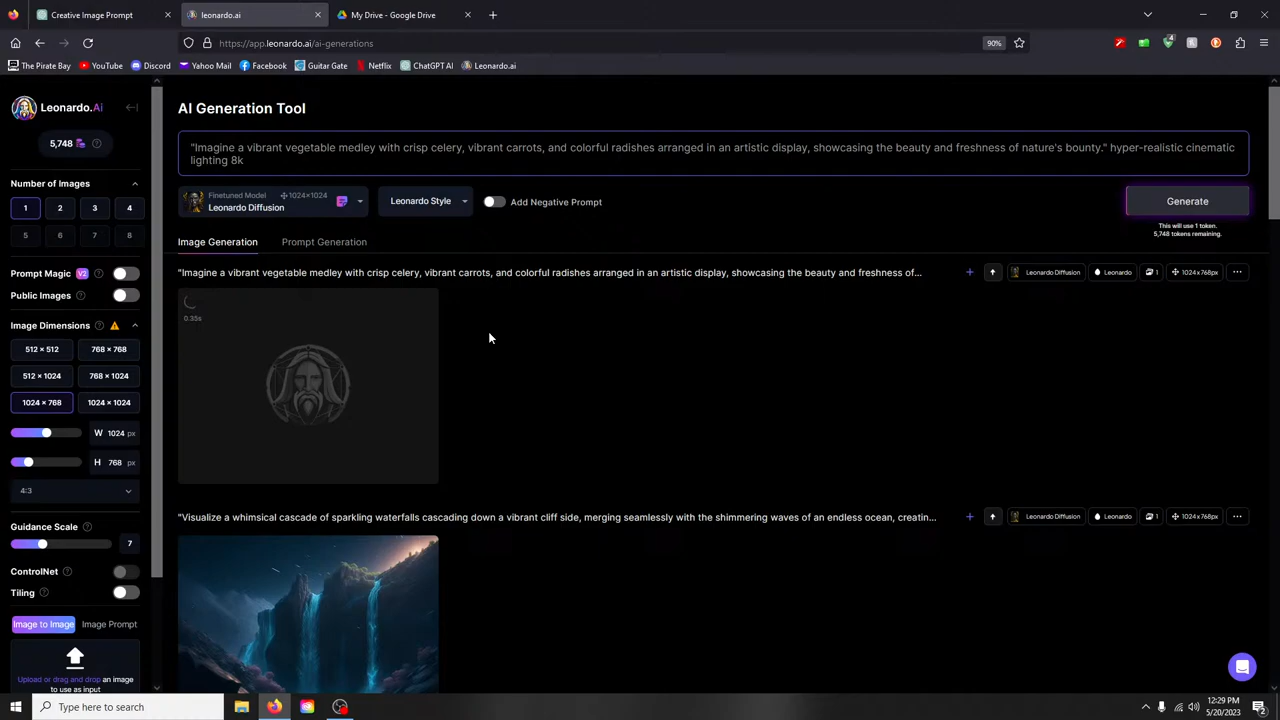 Creative Image Prompt
leonardo.ai
My Drive - Google Drive
https://app.leonardo.ai/ai-generations
90%
The Pirate Bay
YouTube
Discord
Yahoo Mail
Facebook
Guitar Gate
Netflix
ChatGPT AI
Leonardo.ai
Leonardo.Ai
5,748
Number of Images
1 2 3 4
5 6 7 8
Prompt Magic V2
Public Images
Image Dimensions
512 × 512 768 × 768
512 × 1024 768 × 1024
1024 × 768 1024 × 1024
W 1024 px
H 768 px
4:3
Guidance Scale
7
ControlNet
Tiling
Image to Image Image Prompt
Upload or drag and drop an image
to use as input
AI Generation Tool
"Imagine a vibrant vegetable medley with crisp celery, vibrant carrots, and colorful radishes arranged in an artistic display, showcasing the beauty and freshness of nature's bounty." hyper-realistic cinematic
lighting 8k
Finetuned Model 1024×1024
Leonardo Diffusion
Leonardo Style
Add Negative Prompt
Generate
This will use 1 token.
5,748 tokens remaining.
Image Generation
Prompt Generation
"Imagine a vibrant vegetable medley with crisp celery, vibrant carrots, and colorful radishes arranged in an artistic display, showcasing the beauty and freshness of...
Leonardo Diffusion Leonardo 1 1024×768px
0.35s
"Visualize a whimsical cascade of sparkling waterfalls cascading down a vibrant cliff side, merging seamlessly with the shimmering waves of an endless ocean, creatin...
Leonardo Diffusion Leonardo 1 1024×768px
Type here to search
12:29 PM
5/20/2023
2